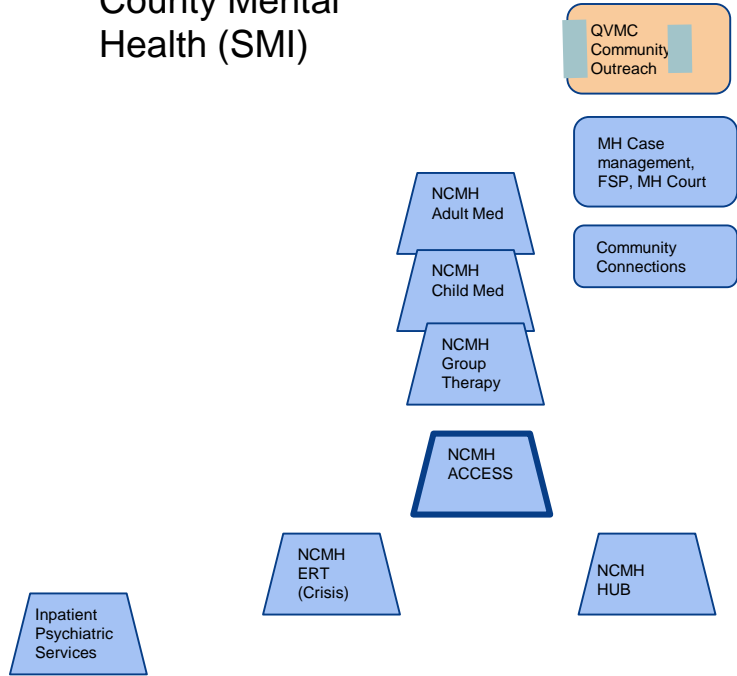 County Mental
Health (SMI)
QVMC
Community
Outreach
MH Case
management,
FSP, MH Court
NCMH
Adult Med
Community
Connections
NCMH
Child Med
NCMH
Group
Therapy
NCMH
ACCESS
NCMH
ERT
(Crisis)
NCMH
HUB
Inpatient
Psychiatric
Services